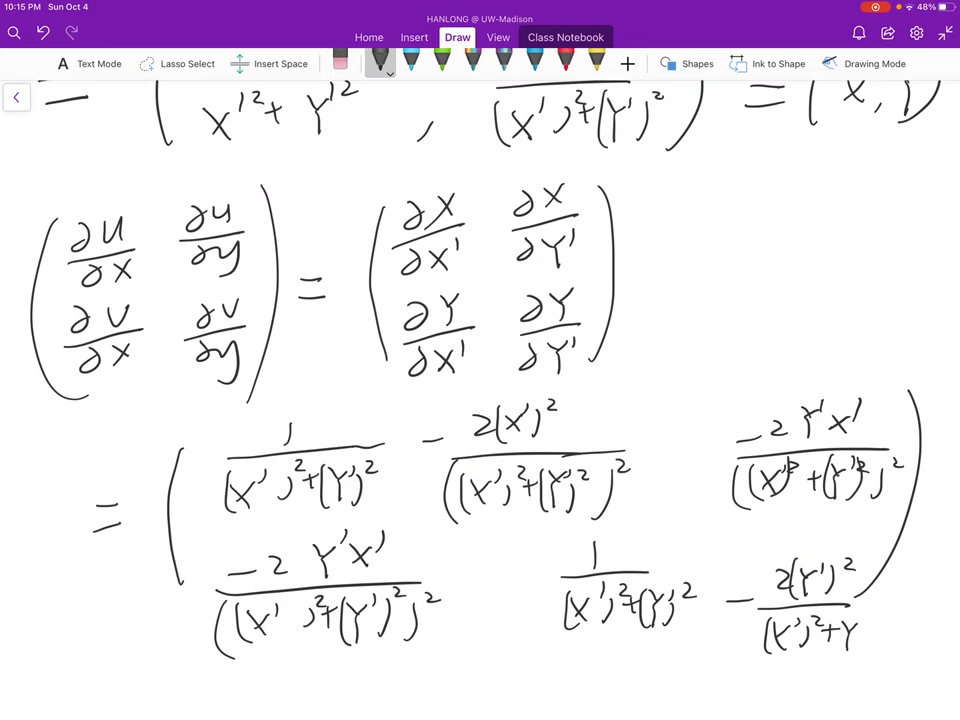 10:15 PM Sun Oct 4
48%
HANLONG @ UW-Madison
Home Insert Draw View Class Notebook
Text Mode Lasso Select Insert Space Shapes Ink to Shape Drawing Mode
= ( / X'² + Y'² , / (X')² + (Y')² ) = (X, Y)
( ∂u/∂x ∂u/∂y ) = ( ∂X/∂X' ∂X/∂Y' )
( ∂v/∂x ∂v/∂y ) ( ∂Y/∂X' ∂Y/∂Y' )
= ( 1/((X')² + (Y')²) − 2(X')²/((X')² + (Y')²)² −2Y'X'/((X')² + (Y')²)² )
−2Y'X'/((X')² + (Y')²)² 1/((X')² + (Y)² − 2(Y')²/(X')² + Y